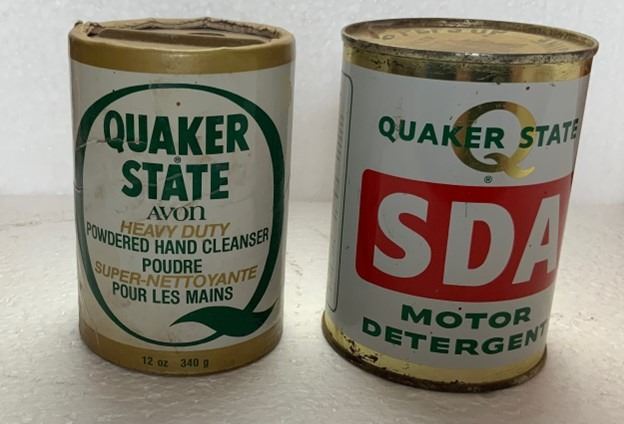 QUAKER
STATE
®
AVON
HEAVY DUTY
POWDERED HAND CLEANSER
POUDRE
SUPER-NETTOYANTE
POUR LES MAINS
12 oz 340 g
QUAKER STATE
®
SDA
MOTOR
DETERGENT